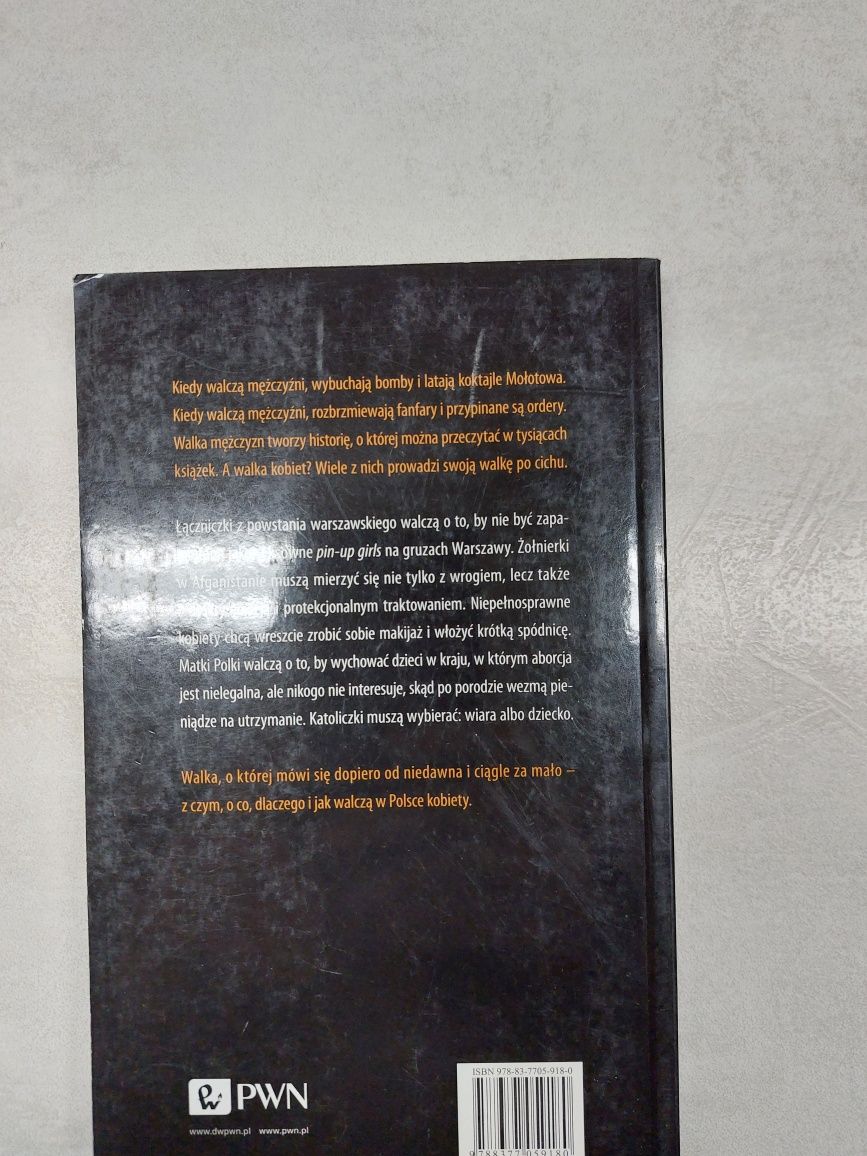 Kiedy walczą mężczyźni, wybuchają bomby i latają koktajle Mołotowa.
Kiedy walczą mężczyźni, rozbrzmiewają fanfary i przypinane są ordery.
Walka mężczyzn tworzy historię, o której można przeczytać w tysiącach
książek. A walka kobiet? Wiele z nich prowadzi swoją walkę po cichu.
Łączniczki z powstania warszawskiego walczą o to, by nie być zapa-
pin-up girls na gruzach Warszawy. Żołnierki
w Afganistanie muszą mierzyć się nie tylko z wrogiem, lecz także
i protekcjonalnym traktowaniem. Niepełnosprawne
kobiety chcą wreszcie zrobić sobie makijaż i włożyć krótką spódnicę.
Matki Polki walczą o to, by wychować dzieci w kraju, w którym aborcja
jest nielegalna, ale nikogo nie interesuje, skąd po porodzie wezmą pie-
niądze na utrzymanie. Katoliczki muszą wybierać: wiara albo dziecko.
Walka, o której mówi się dopiero od niedawna i ciągle za mało –
z czym, o co, dlaczego i jak walczą w Polsce kobiety.
PWN
www.dwpwn.pl www.pwn.pl
ISBN 978-83-7705-918-0
9788377059180